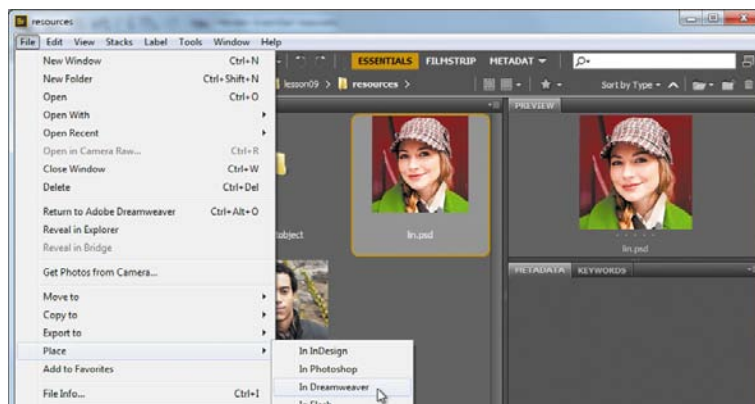 resources
File Edit View Stacks Label Tools Window Help
New Window Ctrl+N
New Folder Ctrl+Shift+N
Open Ctrl+O
Open With
Open Recent
Open in Camera Raw... Ctrl+R
Close Window Ctrl+W
Delete Ctrl+Del
Return to Adobe Dreamweaver Ctrl+Alt+O
Reveal in Explorer
Reveal in Bridge
Get Photos from Camera...
Move to
Copy to
Export to
Place
Add to Favorites
File Info... Ctrl+I
In InDesign
In Photoshop
In Dreamweaver
In Flash
ESSENTIALS FILMSTRIP METADAT
lesson09 > resources >
Sort by Type
object
lin.psd
PREVIEW
lin.psd
METADATA KEYWORDS